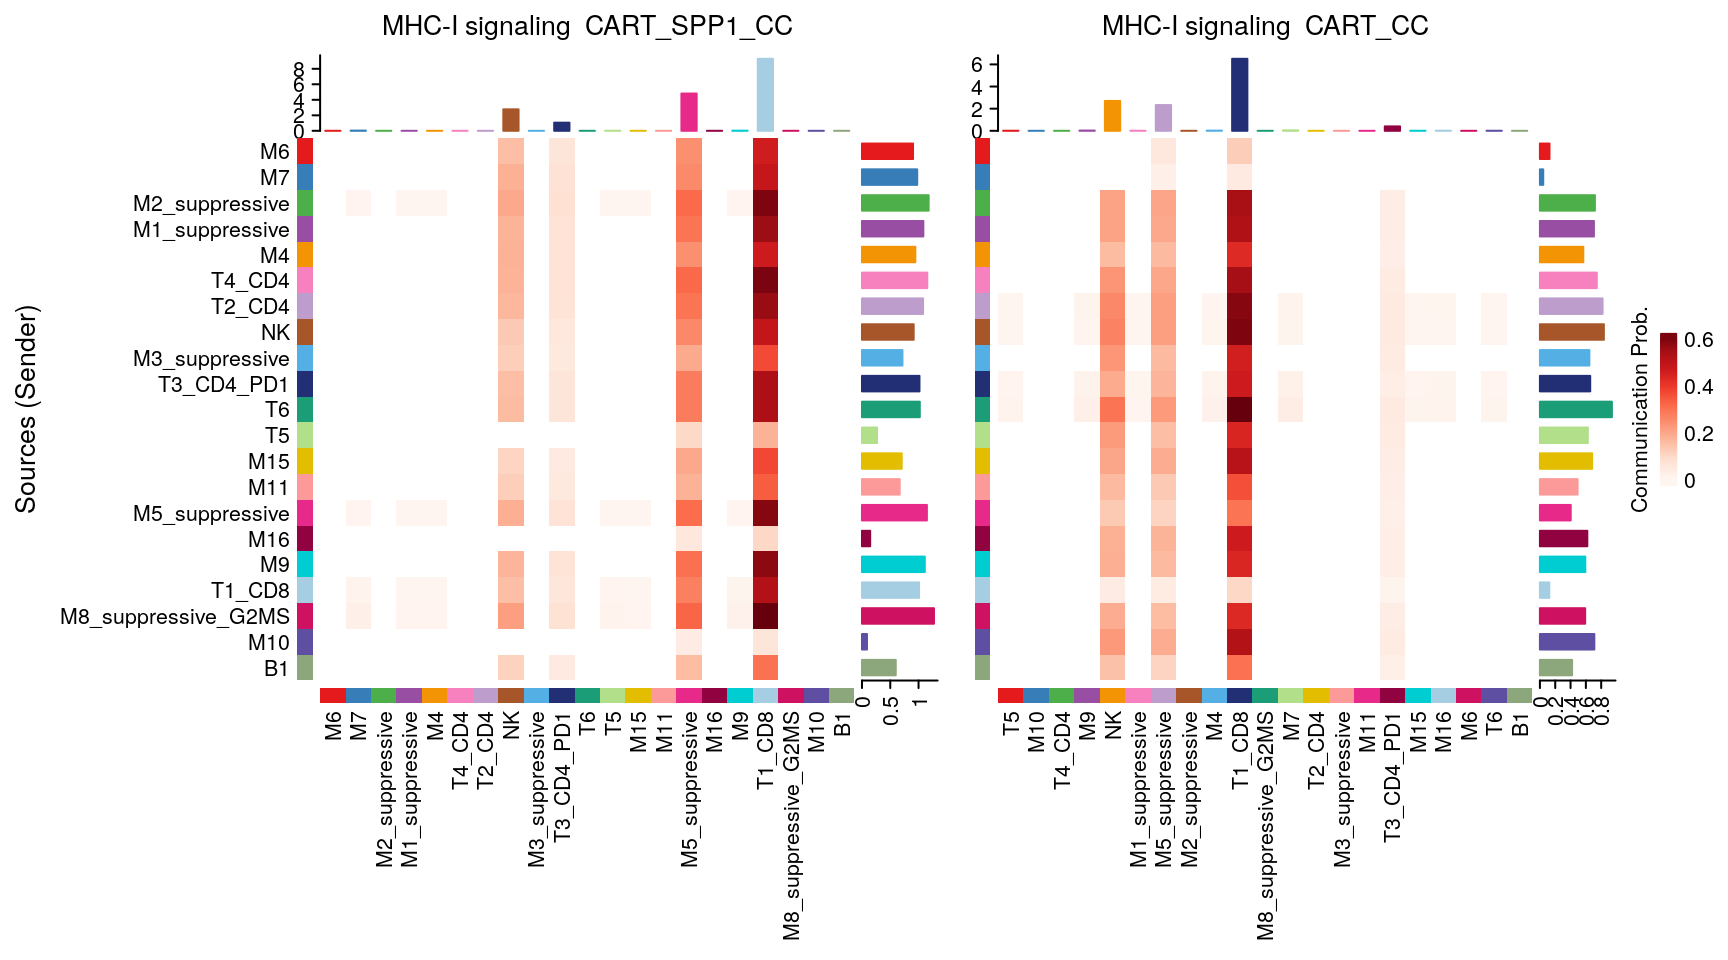 MHC-I signaling  CART_SPP1_CC
MHC-I signaling  CART_CC
8
6
4
2
0
6
4
2
0
Sources (Sender)
M6
M7
M2_suppressive
M1_suppressive
M4
T4_CD4
T2_CD4
NK
M3_suppressive
T3_CD4_PD1
T6
T5
M15
M11
M5_suppressive
M16
M9
T1_CD8
M8_suppressive_G2MS
M10
B1
M6
M7
M2_suppressive
M1_suppressive
M4
T4_CD4
T2_CD4
NK
M3_suppressive
T3_CD4_PD1
T6
T5
M15
M11
M5_suppressive
M16
M9
T1_CD8
M8_suppressive_G2MS
M10
B1
0
0.5
1
T5
M10
T4_CD4
M9
NK
M1_suppressive
M5_suppressive
M2_suppressive
M4
T1_CD8
M8_suppressive_G2MS
M7
T2_CD4
M3_suppressive
M11
T3_CD4_PD1
M15
M16
M6
T6
B1
0
0.2
0.4
0.6
0.8
Communication Prob.
0.6
0.4
0.2
0